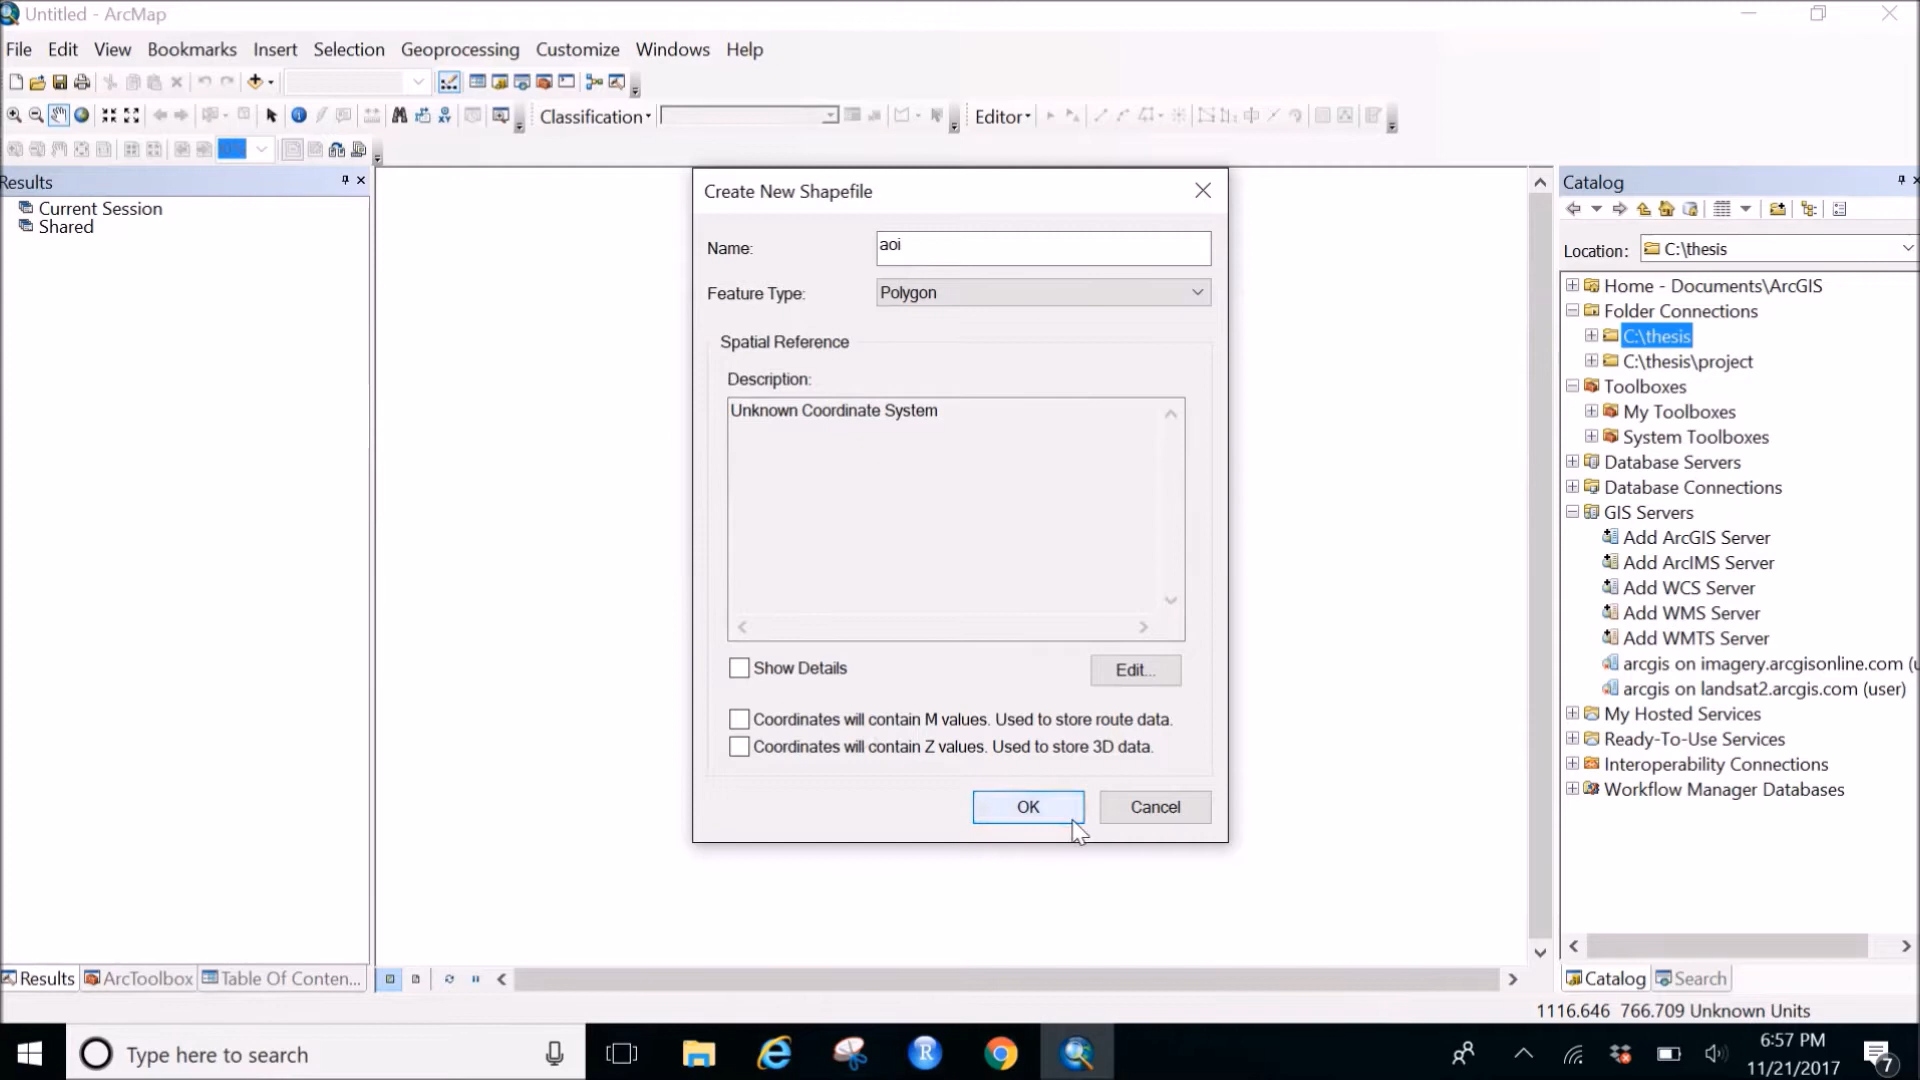 Untitled - ArcMap
File Edit View Bookmarks Insert Selection Geoprocessing Customize Windows Help
Classification Editor
Results
Current Session
Shared
Create New Shapefile
Name: aoi
Feature Type: Polygon
Spatial Reference
Description:
Unknown Coordinate System
Show Details Edit...
Coordinates will contain M values. Used to store route data.
Coordinates will contain Z values. Used to store 3D data.
OK Cancel
Catalog
Location: C:\thesis
Home - Documents\ArcGIS
Folder Connections
C:\thesis
C:\thesis\project
Toolboxes
My Toolboxes
System Toolboxes
Database Servers
Database Connections
GIS Servers
Add ArcGIS Server
Add ArcIMS Server
Add WCS Server
Add WMS Server
Add WMTS Server
arcgis on imagery.arcgisonline.com (u
arcgis on landsat2.arcgis.com (user)
My Hosted Services
Ready-To-Use Services
Interoperability Connections
Workflow Manager Databases
Results ArcToolbox Table Of Conten...
Catalog Search
1116.646 766.709 Unknown Units
Type here to search
R
6:57 PM
11/21/2017
7